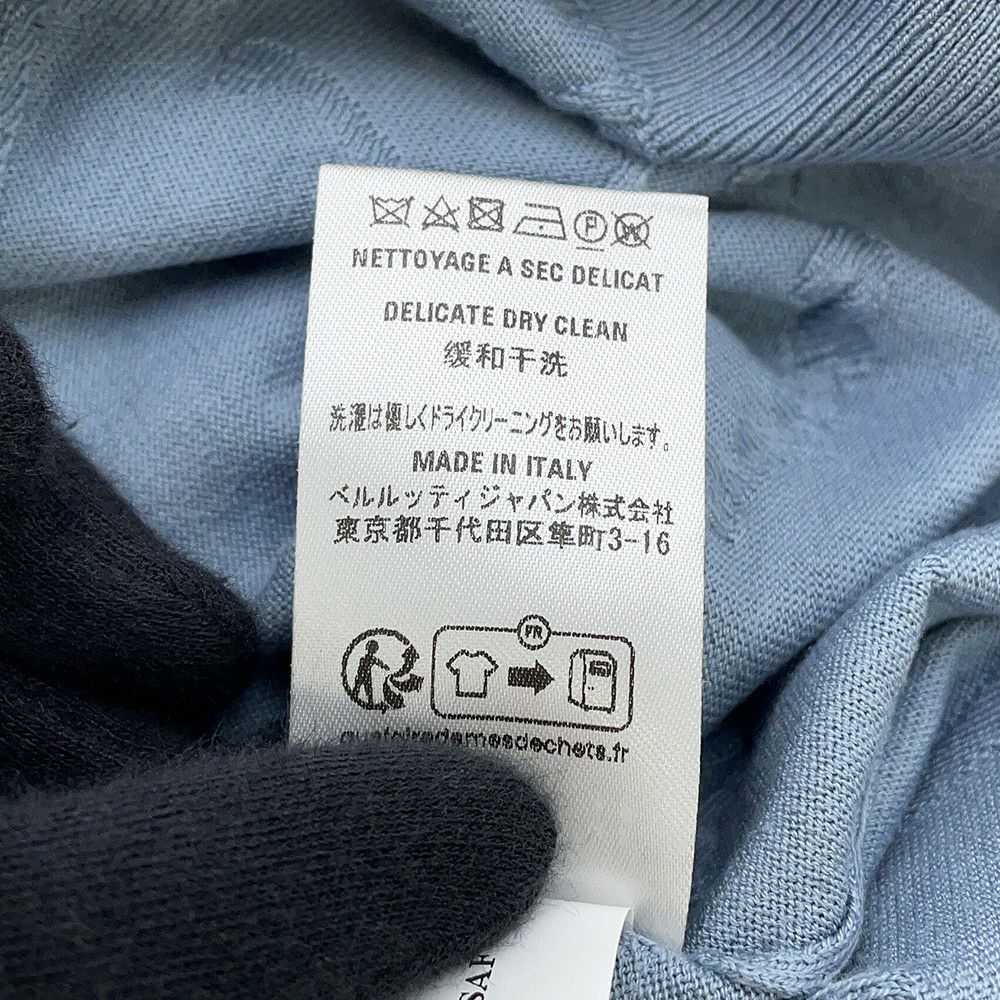 P W
NETTOYAGE A SEC DELICAT
DELICATE DRY CLEAN
缓和干洗
洗濯は優しくドライクリーニングをお願いします。
MADE IN ITALY
ベルルッティジャパン株式会社
東京都千代田区隼町3-16
FR
quefairedemesdechets.fr